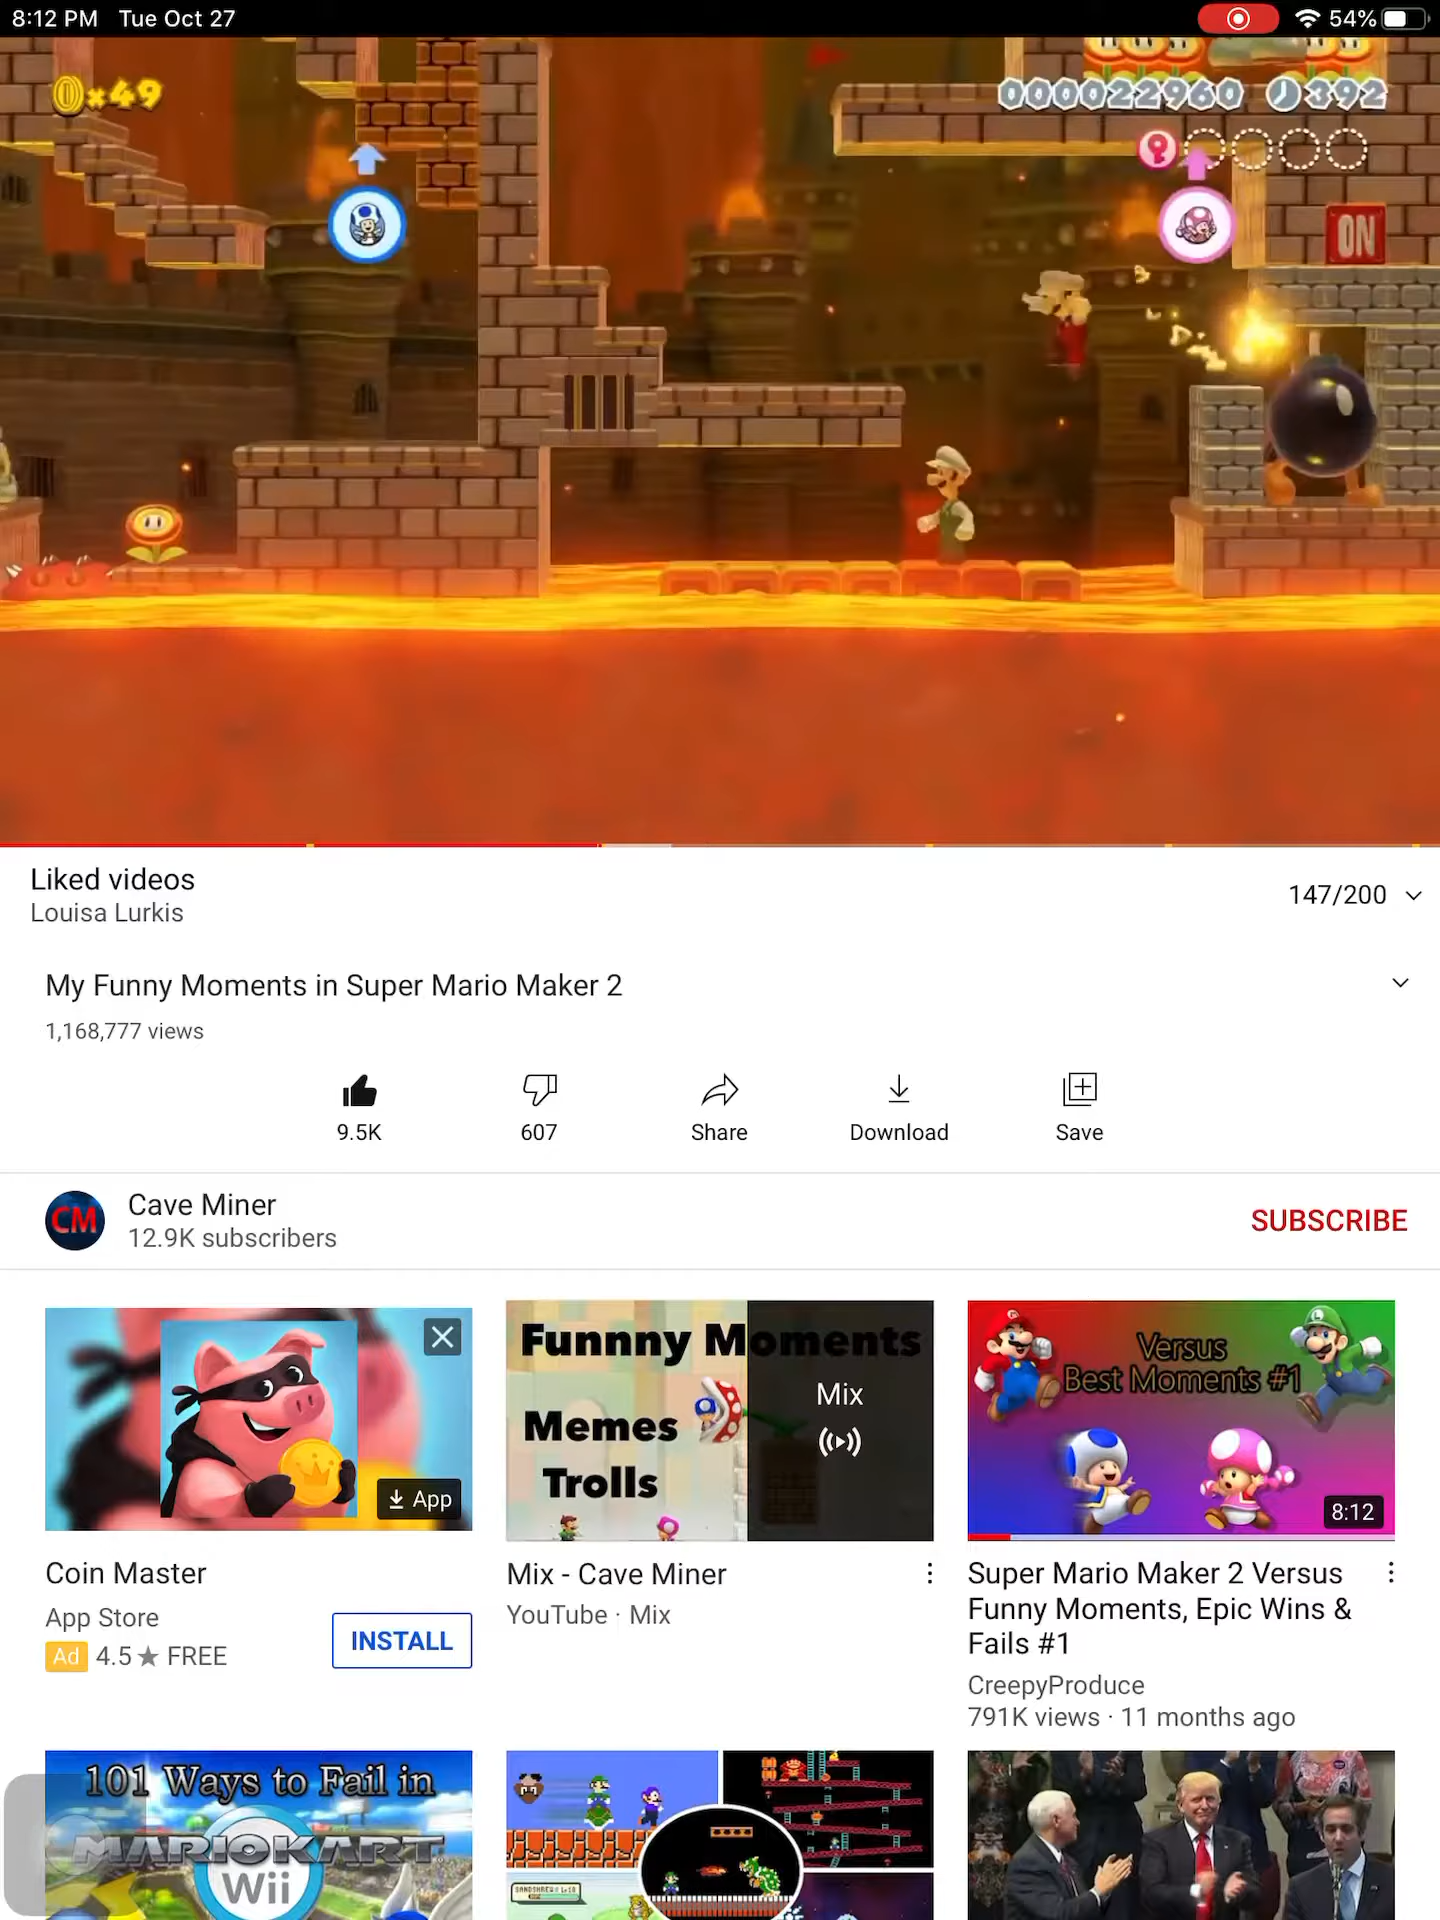 8:12 PM Tue Oct 27
54%
×49
000022960 392
ON
Liked videos
Louisa Lurkis
147/200
My Funny Moments in Super Mario Maker 2
1,168,777 views
9.5K
607
Share
Download
Save
CM
Cave Miner
12.9K subscribers
SUBSCRIBE
App
Funnny Moments
Memes
Trolls
Mix
Versus
Best Moments #1
8:12
Coin Master
App Store
Ad 4.5 ★ FREE
INSTALL
Mix - Cave Miner
YouTube · Mix
Super Mario Maker 2 Versus
Funny Moments, Epic Wins &
Fails #1
CreepyProduce
791K views · 11 months ago
101 Ways to Fail in
MARIOKART
Wii